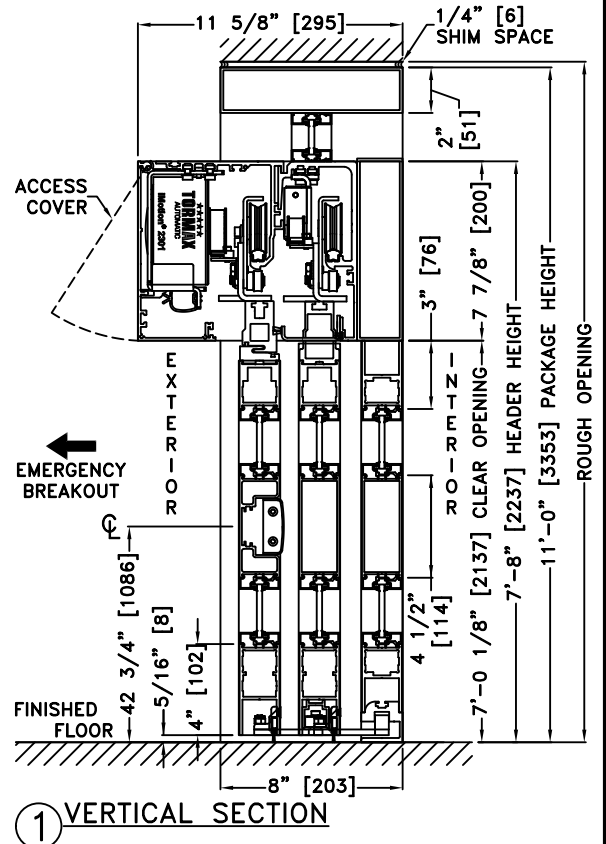 11 5/8" [295]
1/4" [6]
SHIM SPACE
2"
[51]
ACCESS
COVER
★★★★★
TORMAX
AUTOMATIC
iMotion® 2301
3" [76]
7 7/8" [200]
EXTERIOR
INTERIOR
EMERGENCY
BREAKOUT
℄
42 3/4" [1086]
5/16" [8]
4" [102]
4 1/2"
[114]
7'-0 1/8" [2137] CLEAR OPENING
7'-8" [2237] HEADER HEIGHT
11'-0" [3353] PACKAGE HEIGHT
ROUGH OPENING
FINISHED
FLOOR
8" [203]
1 VERTICAL SECTION